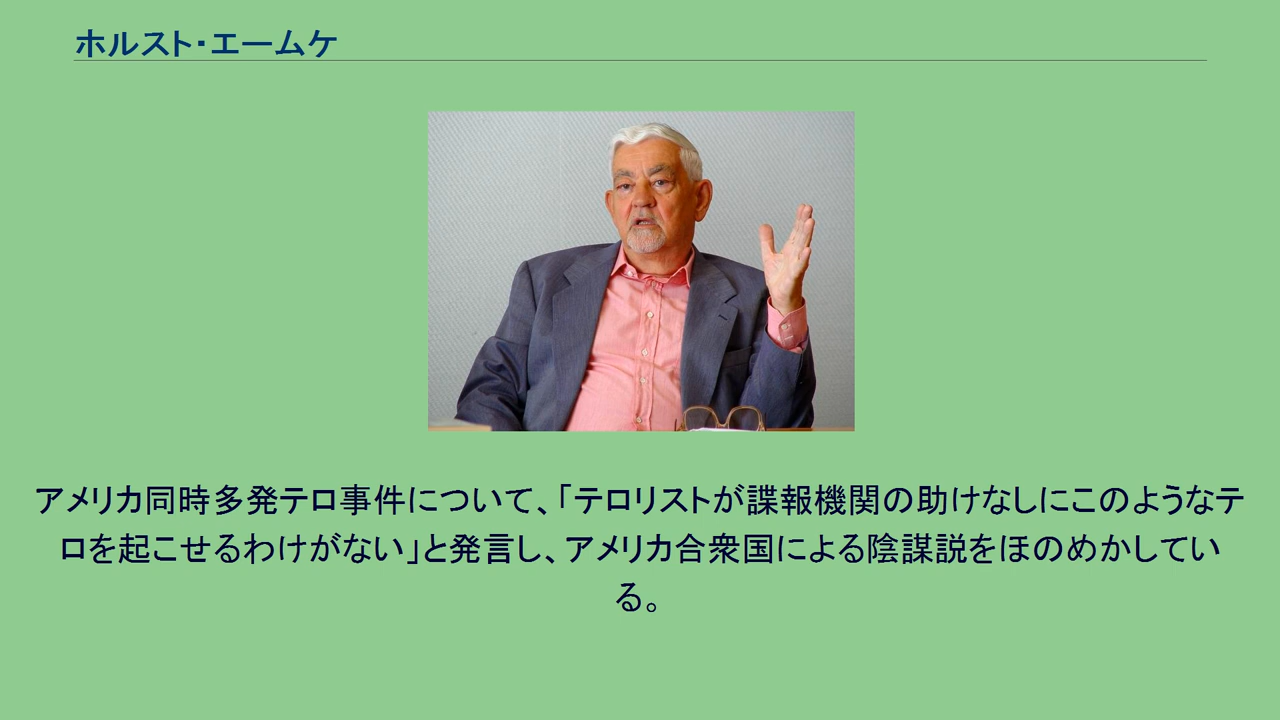 ホルスト・エームケ
アメリカ同時多発テロ事件について、「テロリストが諜報機関の助けなしにこのようなテ
ロを起こせるわけがない」と発言し、アメリカ合衆国による陰謀説をほのめかしてい
る。